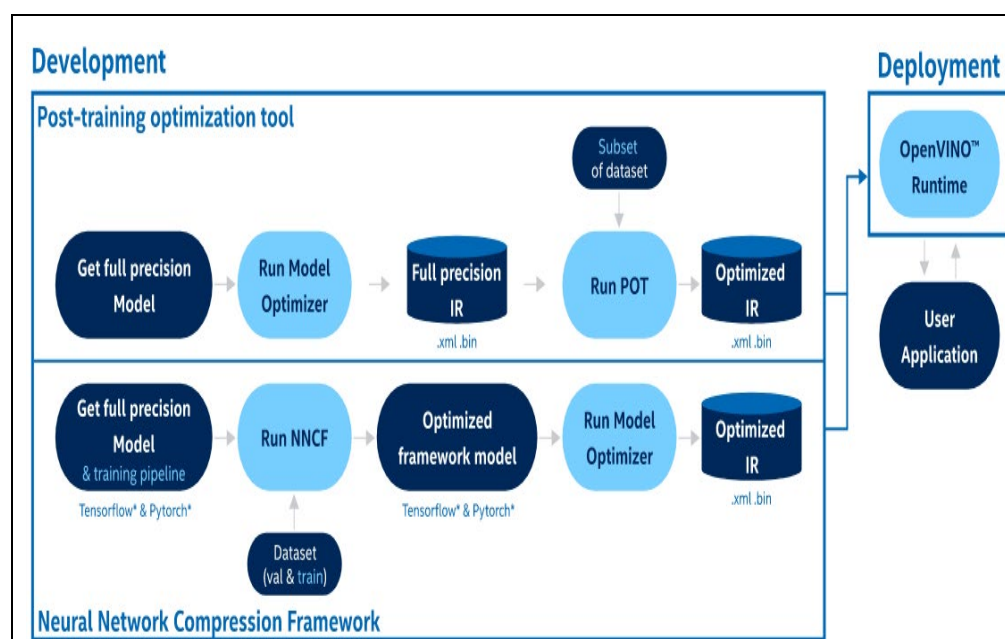 Development
Deployment
Post-training optimization tool
Subset
of dataset
Get full precision
Model
Run Model
Optimizer
Full precision
IR
.xml .bin
Run POT
Optimized
IR
.xml .bin
OpenVINO™
Runtime
User
Application
Get full precision
Model
& training pipeline
Tensorflow* & Pytorch*
Run NNCF
Dataset
(val & train)
Optimized
framework model
Tensorflow* & Pytorch*
Run Model
Optimizer
Optimized
IR
.xml .bin
Neural Network Compression Framework